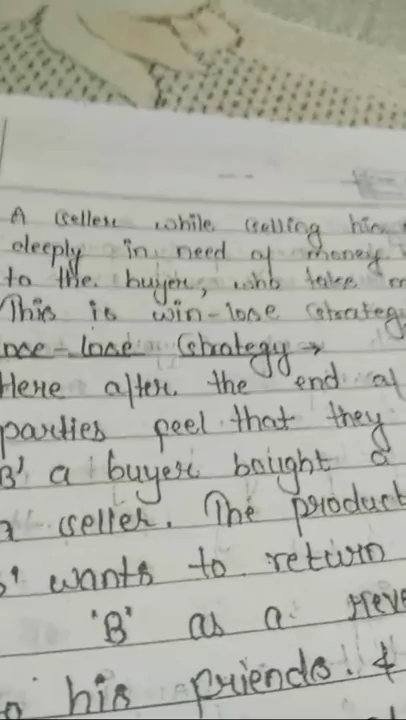 A seller while selling his
deeply in need of money.
to the buyer, who take
This is win-lose strategy
lose-lose strategy →
Here after the end of
parties feel that they
'B' a buyer bought a
seller. The product
wants to return
'B' as a
his friends. &